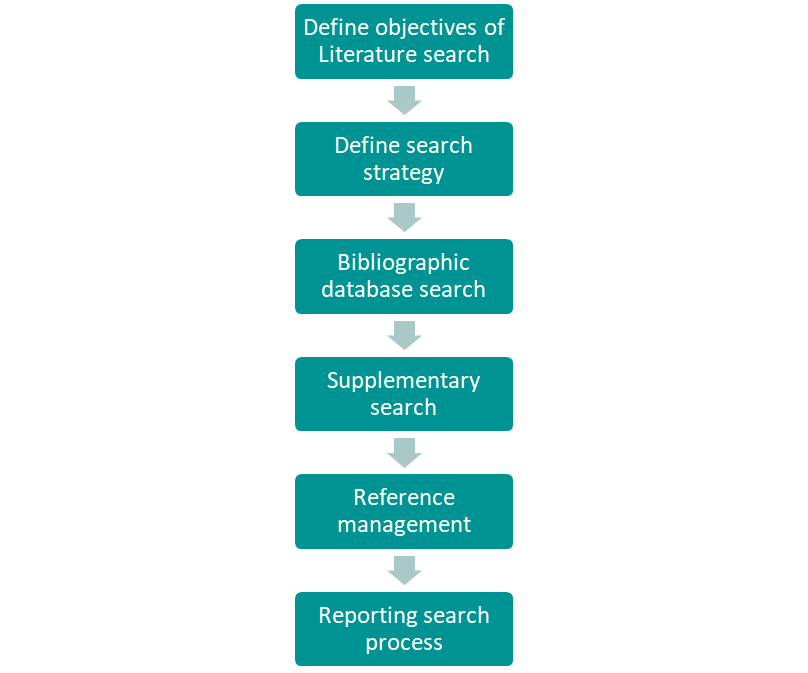 Define objectives of
Literature search
Define search
strategy
Bibliographic
database search
Supplementary
search
Reference
management
Reporting search
process